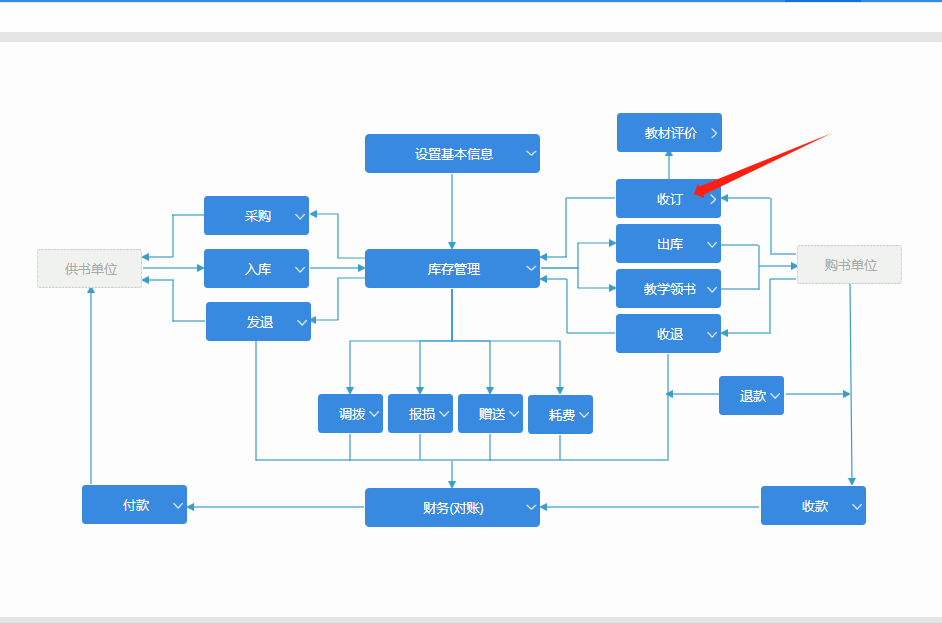 教材评价
设置基本信息
收订
采购
出库
供书单位
入库
库存管理
购书单位
教学领书
发退
收退
退款
调拨
报损
赠送
耗费
付款
财务(对账)
收款